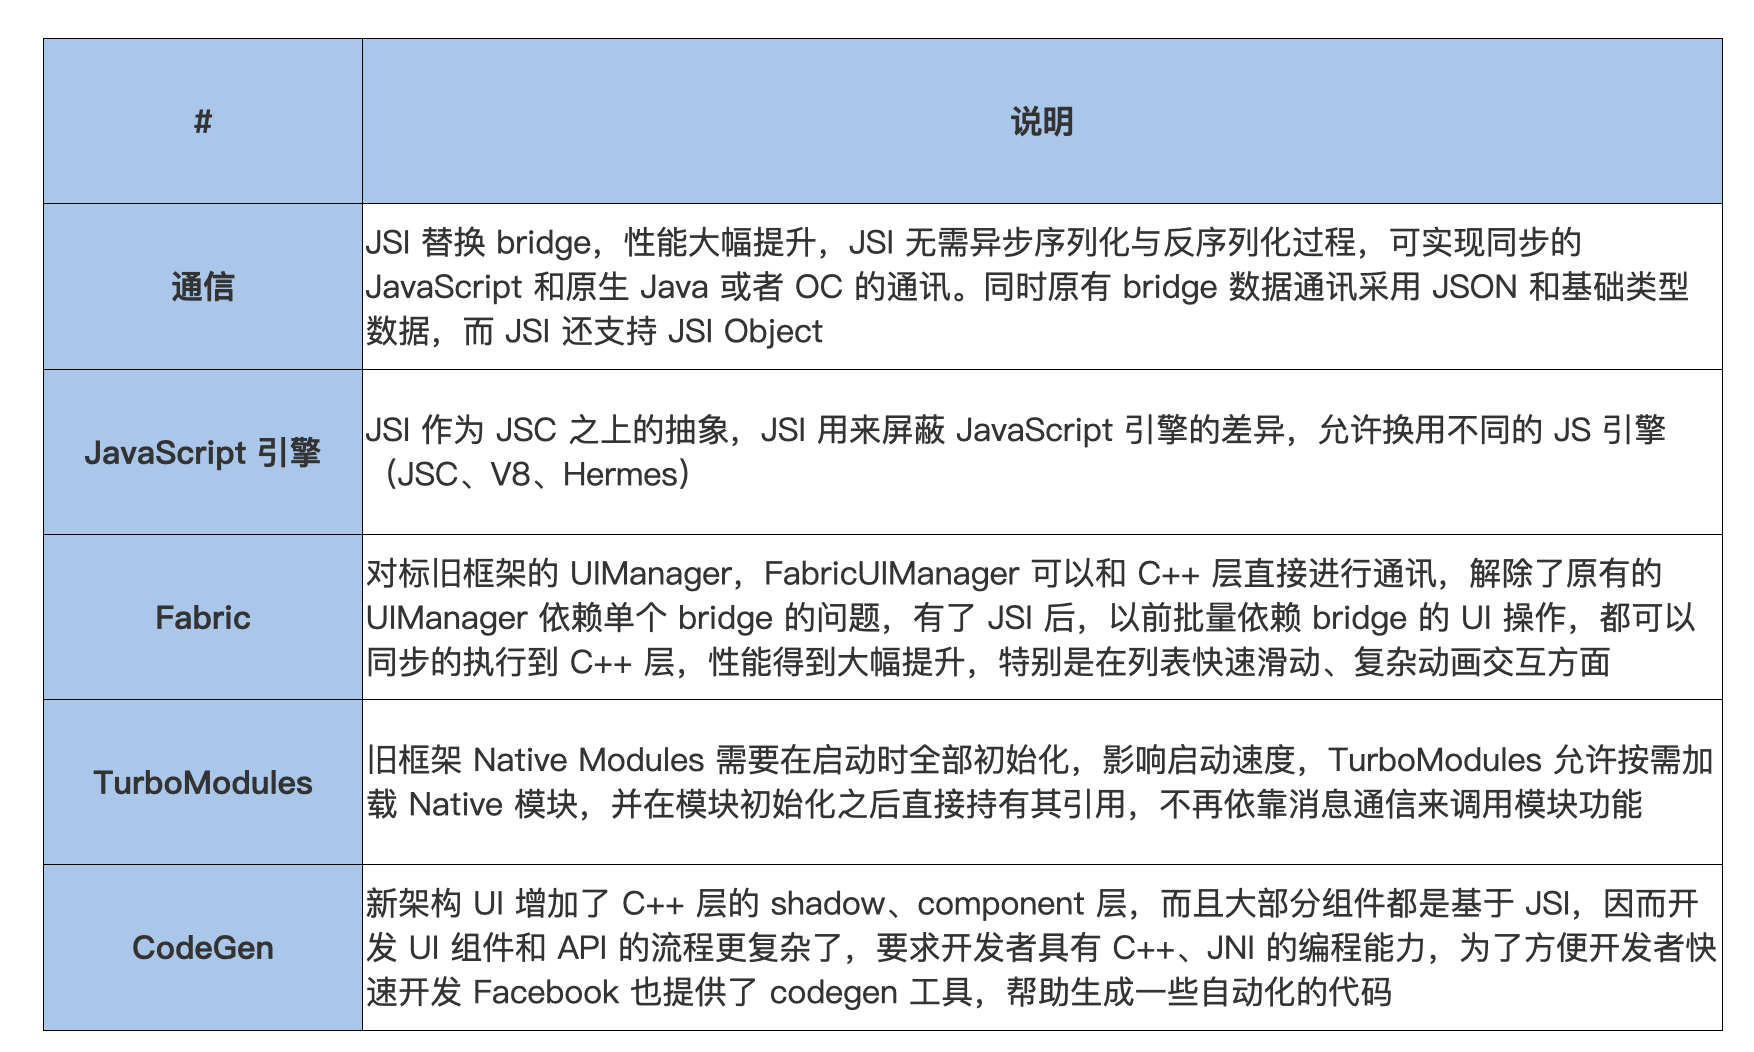 #
说明
通信
JSI 替换 bridge，性能大幅提升，JSI 无需异步序列化与反序列化过程，可实现同步的
JavaScript 和原生 Java 或者 OC 的通讯。同时原有 bridge 数据通讯采用 JSON 和基础类型
数据，而 JSI 还支持 JSI Object
JavaScript 引擎
JSI 作为 JSC 之上的抽象，JSI 用来屏蔽 JavaScript 引擎的差异，允许换用不同的 JS 引擎
（JSC、V8、Hermes）
Fabric
对标旧框架的 UIManager，FabricUIManager 可以和 C++ 层直接进行通讯，解除了原有的
UIManager 依赖单个 bridge 的问题，有了 JSI 后，以前批量依赖 bridge 的 UI 操作，都可以
同步的执行到 C++ 层，性能得到大幅提升，特别是在列表快速滑动、复杂动画交互方面
TurboModules
旧框架 Native Modules 需要在启动时全部初始化，影响启动速度，TurboModules 允许按需加
载 Native 模块，并在模块初始化之后直接持有其引用，不再依靠消息通信来调用模块功能
CodeGen
新架构 UI 增加了 C++ 层的 shadow、component 层，而且大部分组件都是基于 JSI，因而开
发 UI 组件和 API 的流程更复杂了，要求开发者具有 C++、JNI 的编程能力，为了方便开发者快
速开发 Facebook 也提供了 codegen 工具，帮助生成一些自动化的代码